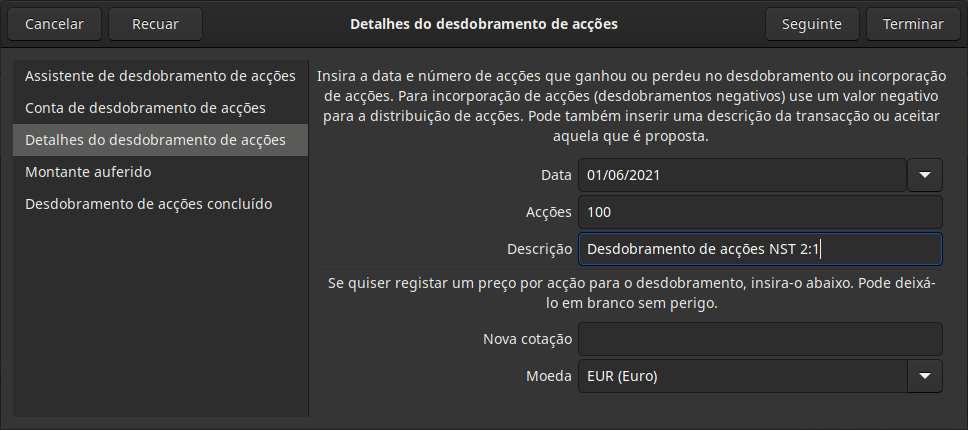 Cancelar
Recuar
Detalhes do desdobramento de acções
Seguinte
Terminar
Assistente de desdobramento de acções
Conta de desdobramento de acções
Detalhes do desdobramento de acções
Montante auferido
Desdobramento de acções concluído
Insira a data e número de acções que ganhou ou perdeu no desdobramento ou incorporação
de acções. Para incorporação de acções (desdobramentos negativos) use um valor negativo
para a distribuição de acções. Pode também inserir uma descrição da transacção ou aceitar
aquela que é proposta.
Data 01/06/2021
Acções 100
Descrição Desdobramento de acções NST 2:1
Se quiser registar um preço por acção para o desdobramento, insira-o abaixo. Pode deixá-
lo em branco sem perigo.
Nova cotação
Moeda EUR (Euro)